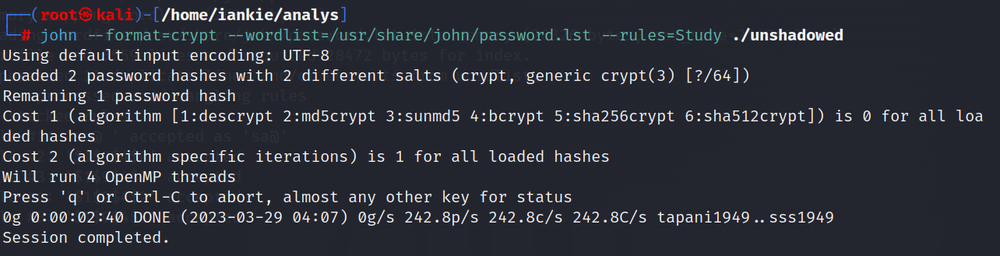 ┌──(root㉿kali)-[/home/iankie/analys]
└─# john --format=crypt --wordlist=/usr/share/john/password.lst --rules=Study ./unshadowed
Using default input encoding: UTF-8
Loaded 2 password hashes with 2 different salts (crypt, generic crypt(3) [?/64])
Remaining 1 password hash
Cost 1 (algorithm [1:descrypt 2:md5crypt 3:sunmd5 4:bcrypt 5:sha256crypt 6:sha512crypt]) is 0 for all loa
ded hashes
Cost 2 (algorithm specific iterations) is 1 for all loaded hashes
Will run 4 OpenMP threads
Press 'q' or Ctrl-C to abort, almost any other key for status
0g 0:00:02:40 DONE (2023-03-29 04:07) 0g/s 242.8p/s 242.8c/s 242.8C/s tapani1949..sss1949
Session completed.